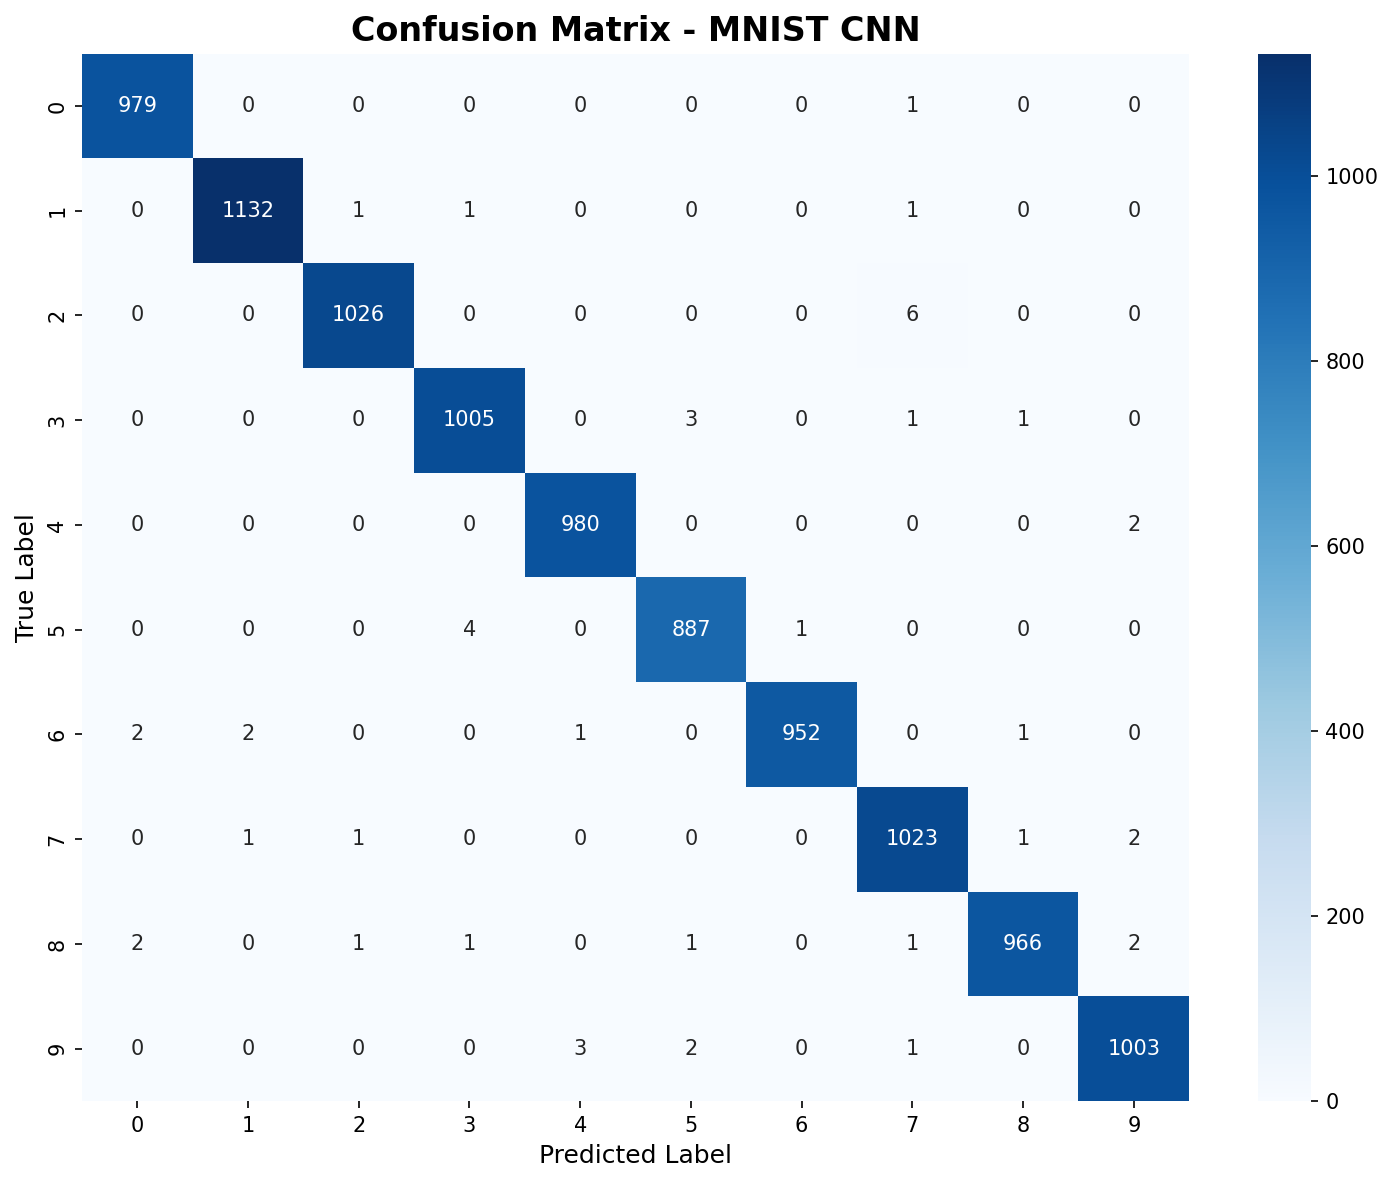 Confusion Matrix - MNIST CNN
0 979 0 0 0 0 0 0 1 0 0
1 0 1132 1 1 0 0 0 1 0 0
2 0 0 1026 0 0 0 0 6 0 0
3 0 0 0 1005 0 3 0 1 1 0
4 0 0 0 0 980 0 0 0 0 2
5 0 0 0 4 0 887 1 0 0 0
6 2 2 0 0 1 0 952 0 1 0
7 0 1 1 0 0 0 0 1023 1 2
8 2 0 1 1 0 1 0 1 966 2
9 0 0 0 0 3 2 0 1 0 1003
0 1 2 3 4 5 6 7 8 9
True Label
Predicted Label
1000
800
600
400
200
0